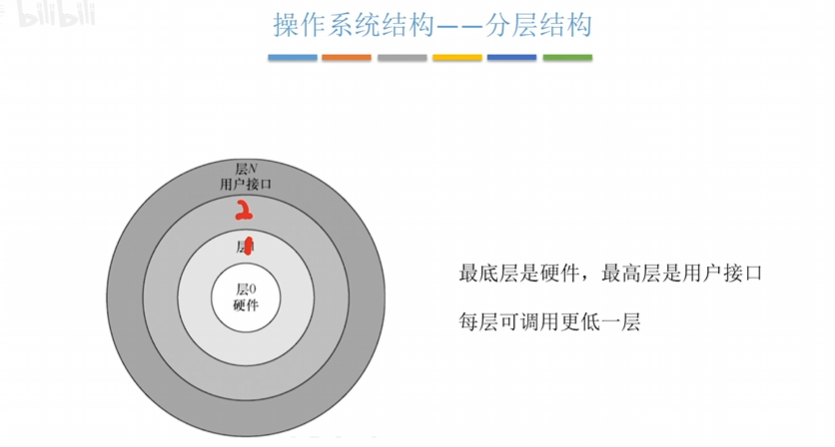 bilibili
操作系统结构——分层结构
层N
用户接口
2
层1
层0
硬件
最底层是硬件，最高层是用户接口
每层可调用更低一层